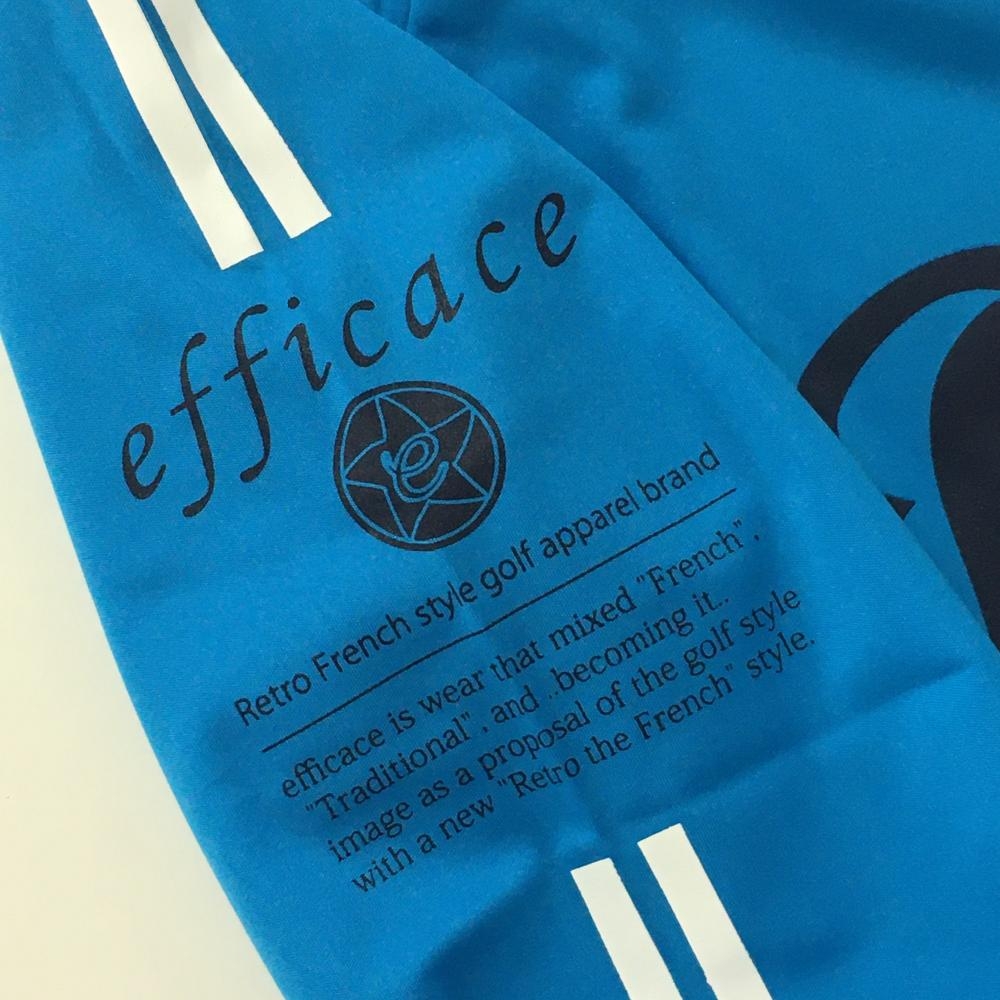 efficace
e
Retro French style golf apparel brand
efficace is wear that mixed "French" .
"Traditional" . and ..becoming it..
image as a proposal of the golf style
with a new "Retro the French" style.